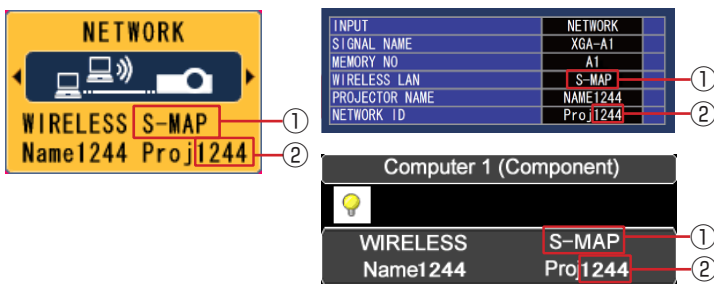 NETWORK
WIRELESS S-MAP ①
Name1244 Proj1244 ②
INPUT NETWORK
SIGNAL NAME XGA-A1
MEMORY NO A1
WIRELESS LAN S-MAP ①
PROJECTOR NAME NAME1244
NETWORK ID Proj1244 ②
Computer 1 (Component)
WIRELESS S-MAP ①
Name1244 Proj1244 ②